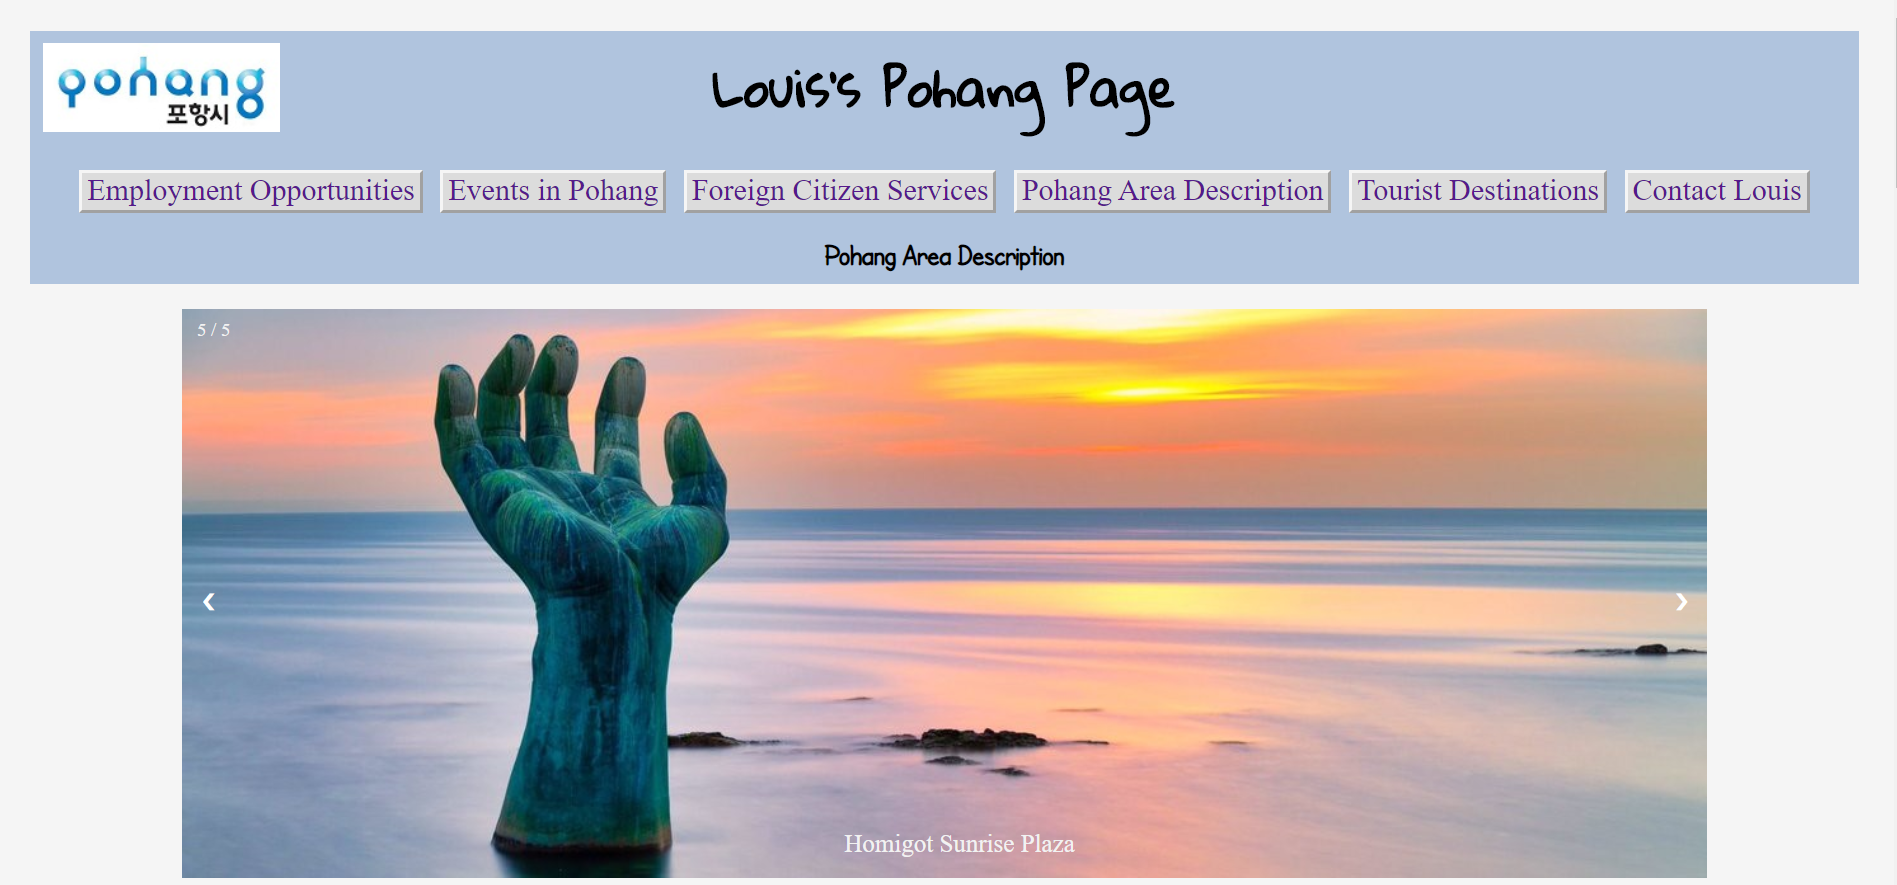 pohang
포항시
Louis's Pohang Page
Employment Opportunities Events in Pohang Foreign Citizen Services Pohang Area Description Tourist Destinations Contact Louis
Pohang Area Description
5 / 5
‹ ›
Homigot Sunrise Plaza